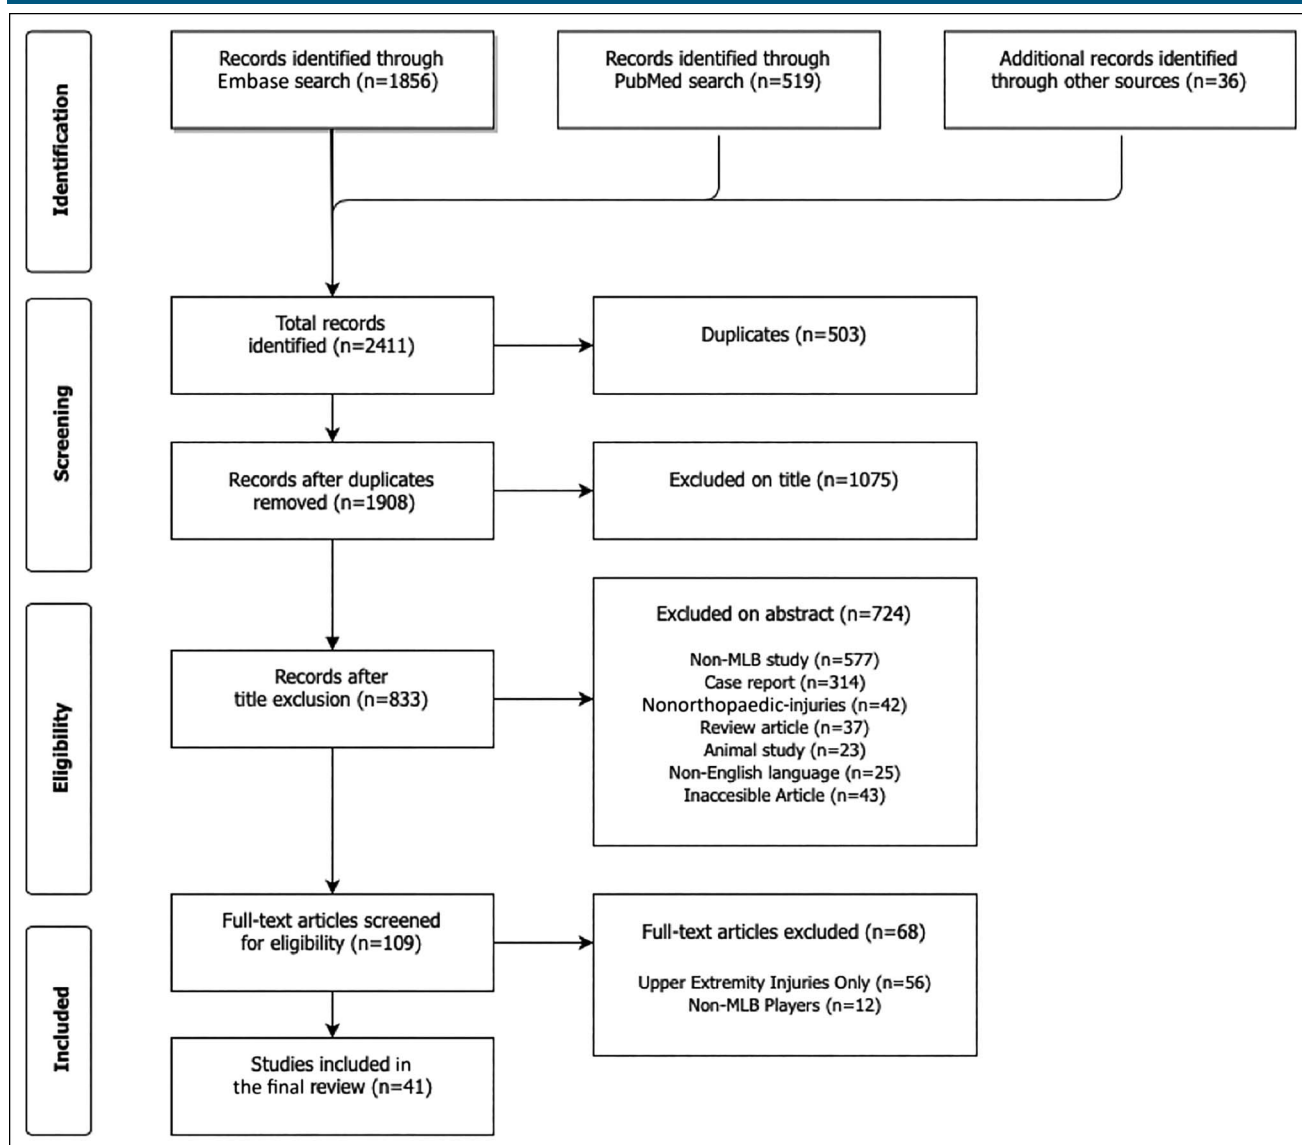 Identification
Records identified through
Embase search (n=1856)
Records identified through
PubMed search (n=519)
Additional records identified
through other sources (n=36)
Screening
Total records
identified (n=2411)
Duplicates (n=503)
Records after duplicates
removed (n=1908)
Excluded on title (n=1075)
Eligibility
Records after
title exclusion (n=833)
Excluded on abstract (n=724)
Non-MLB study (n=577)
Case report (n=314)
Nonorthopaedic-injuries (n=42)
Review article (n=37)
Animal study (n=23)
Non-English language (n=25)
Inaccesible Article (n=43)
Full-text articles screened
for eligibility (n=109)
Full-text articles excluded (n=68)
Upper Extremity Injuries Only (n=56)
Non-MLB Players (n=12)
Included
Studies included in
the final review (n=41)